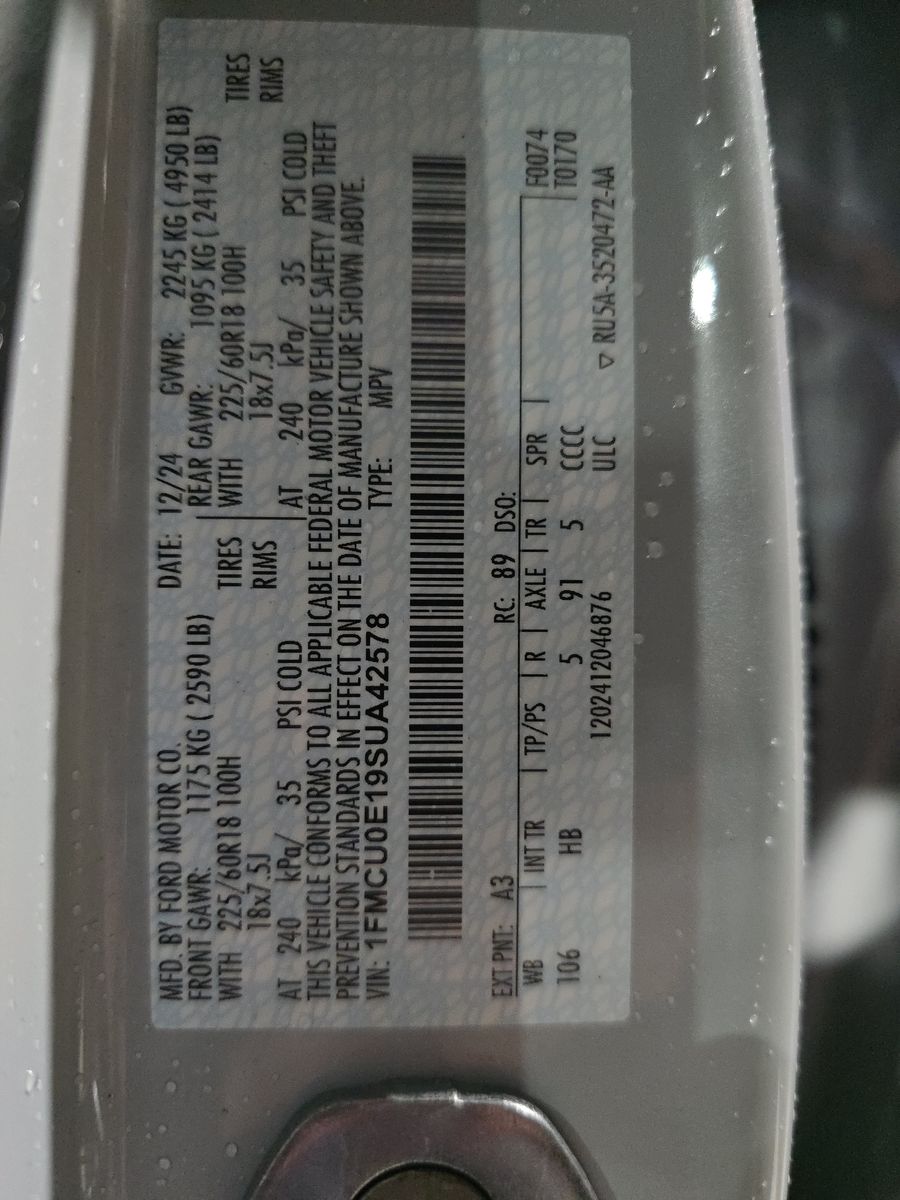 MFD. BY FORD MOTOR CO. DATE: 12/24 GVWR: 2245 KG ( 4950 LB)
FRONT GAWR: 1175 KG ( 2590 LB) REAR GAWR: 1095 KG ( 2414 LB)
WITH 225/60R18 100H TIRES WITH 225/60R18 100H TIRES
18x7.5J RIMS 18x7.5J RIMS
AT 240 kPa/ 35 PSI COLD AT 240 kPa/ 35 PSI COLD
THIS VEHICLE CONFORMS TO ALL APPLICABLE FEDERAL MOTOR VEHICLE SAFETY AND THEFT
PREVENTION STANDARDS IN EFFECT ON THE DATE OF MANUFACTURE SHOWN ABOVE.
VIN: 1FMCU0E19SUA42578 TYPE: MPV
EXT PNT: A3 RC: 89 DSO: F0074
WB | INT TR | TP/PS | R | AXLE | TR | SPR | T0170
106 HB 5 91 5 CCCC
1202412046876 ULC ▽ RU5A-3520472-AA